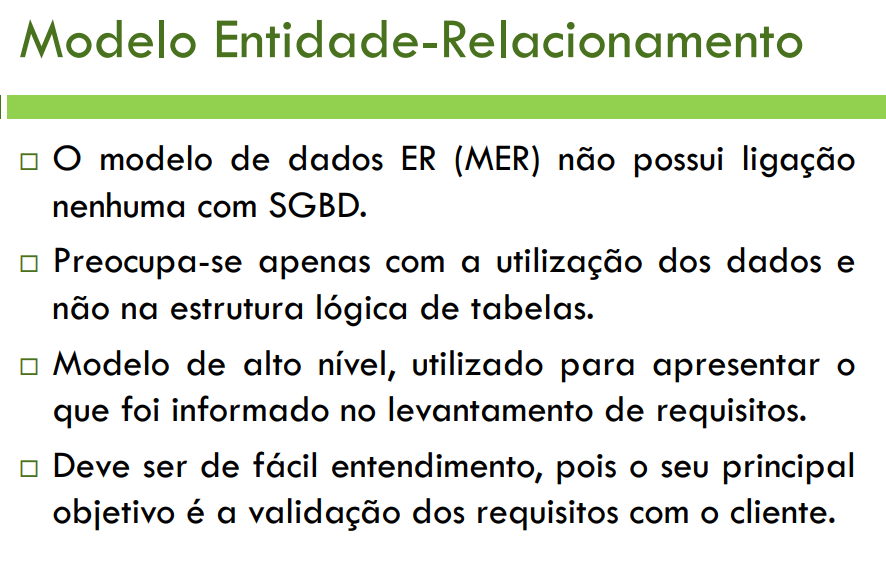 Modelo Entidade-Relacionamento
O modelo de dados ER (MER) não possui ligação
nenhuma com SGBD.
Preocupa-se apenas com a utilização dos dados e
não na estrutura lógica de tabelas.
Modelo de alto nível, utilizado para apresentar o
que foi informado no levantamento de requisitos.
Deve ser de fácil entendimento, pois o seu principal
objetivo é a validação dos requisitos com o cliente.